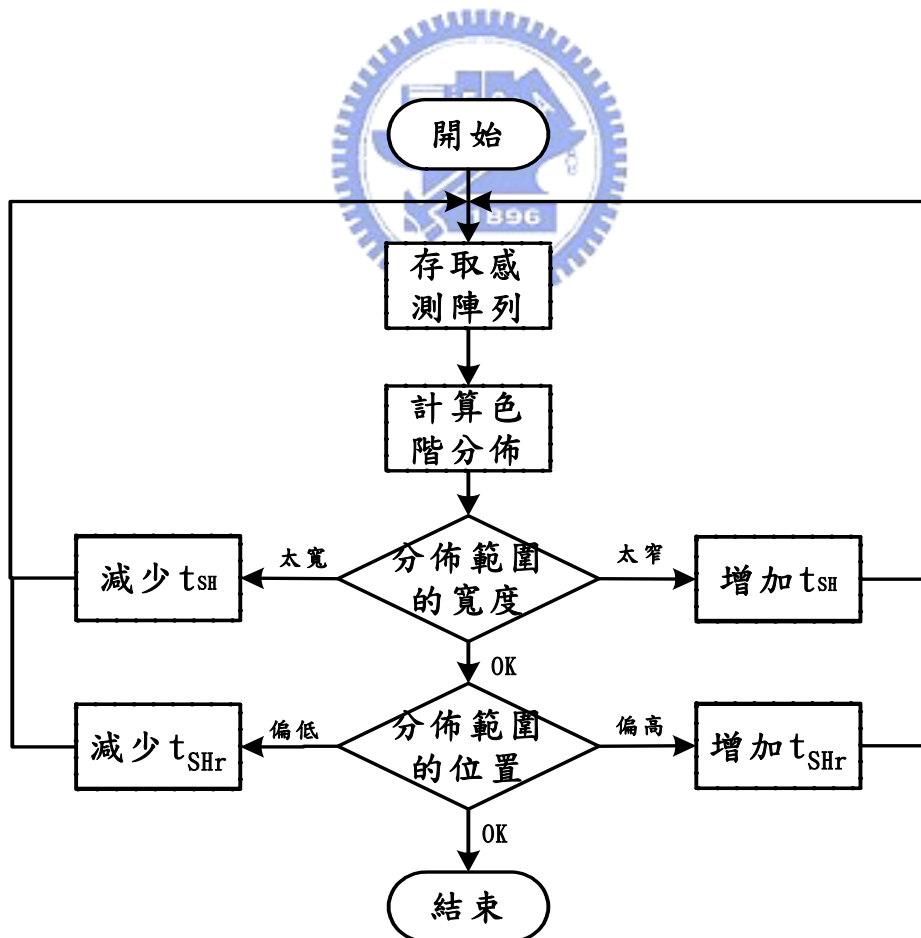 開始
1896
存取感
測陣列
計算色
階分佈
減少tSH
太寬
分佈範圍
的寬度
太窄
增加tSH
OK
減少tSHr
偏低
分佈範圍
的位置
偏高
增加tSHr
OK
結束